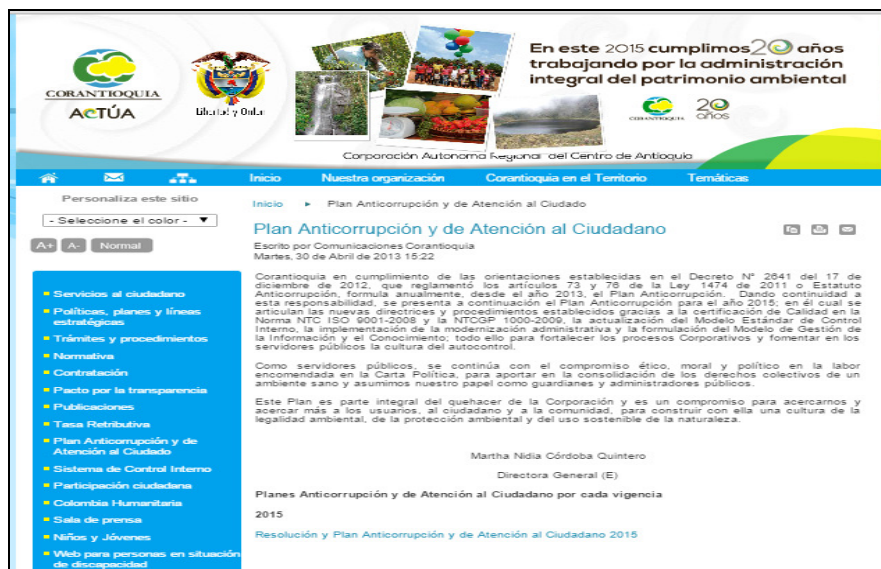 En este 2015 cumplimos 20 años
trabajando por la administración
integral del patrimonio ambiental
CORANTIOQUIA
ACTÚA
Libertad y Orden
CORANTIOQUIA
20
años
Corporación Autonoma Regional del Centro de Antioquia
Inicio Nuestra organización Corantioquia en el Territorio Temáticas
Personaliza este sitio
- Seleccione el color - ▼
A+ A- Normal
Servicios al ciudadano
Políticas, planes y líneas
estratégicas
Trámites y procedimientos
Normativa
Contratación
Pacto por la transparencia
Publicaciones
Tasa Retributiva
Plan Anticorrupción y de
Atención al Ciudado
Sistema de Control Interno
Participación ciudadana
Colombia Humanitaria
Sala de prensa
Niños y Jóvenes
Web para personas en situación
de discapacidad
Inicio ▸ Plan Anticorrupción y de Atención al Ciudado
Plan Anticorrupción y de Atención al Ciudadano
Escrito por Comunicaciones Corantioquia
Martes, 30 de Abril de 2013 15:22
Corantioquia en cumplimiento de las orientaciones establecidas en el Decreto N° 2641 del 17 de
diciembre de 2012, que reglamentó los artículos 73 y 76 de la Ley 1474 de 2011 o Estatuto
Anticorrupción, formula anualmente, desde el año 2013, el Plan Anticorrupción. Dando continuidad a
esta responsabilidad, se presenta a continuación el Plan Anticorrupción para el año 2015; en él cual se
articulan las nuevas directrices y procedimientos establecidos gracias a la certificación de Calidad en la
Norma NTC ISO 9001-2008 y la NTCGP 1000-2009, la actualización del Modelo Estándar de Control
Interno, la implementación de la modernización administrativa y la formulación del Modelo de Gestión de
la Información y el Conocimiento; todo ello para fortalecer los procesos Corporativos y fomentar en los
servidores públicos la cultura del autocontrol.
Como servidores públicos, se continúa con el compromiso ético, moral y político en la labor
encomendada en la Carta Política, para aportar en la consolidación de los derechos colectivos de un
ambiente sano y asumimos nuestro papel como guardianes y administradores públicos.
Este Plan es parte integral del quehacer de la Corporación y es un compromiso para acercarnos y
acercar más a los usuarios, al ciudadano y a la comunidad, para construir con ella una cultura de la
legalidad ambiental, de la protección ambiental y del uso sostenible de la naturaleza.
Martha Nidia Córdoba Quintero
Directora General (E)
Planes Anticorrupción y de Atención al Ciudadano por cada vigencia
2015
Resolución y Plan Anticorrupción y de Atención al Ciudadano 2015